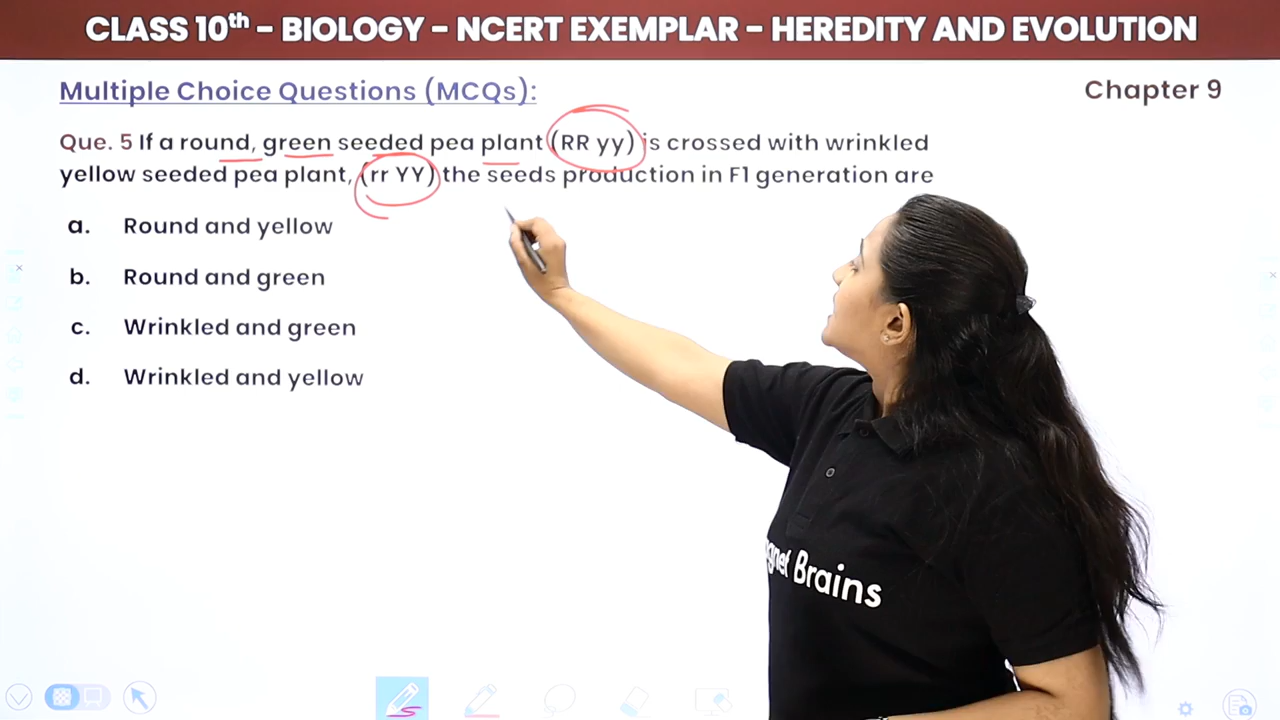 CLASS 10th – BIOLOGY – NCERT EXEMPLAR – HEREDITY AND EVOLUTION
Multiple Choice Questions (MCQs):
Chapter 9
Que. 5 If a round, green seeded pea plant (RR yy) is crossed with wrinkled
yellow seeded pea plant, (rr YY) the seeds production in F1 generation are
a. Round and yellow
b. Round and green
c. Wrinkled and green
d. Wrinkled and yellow
Brains